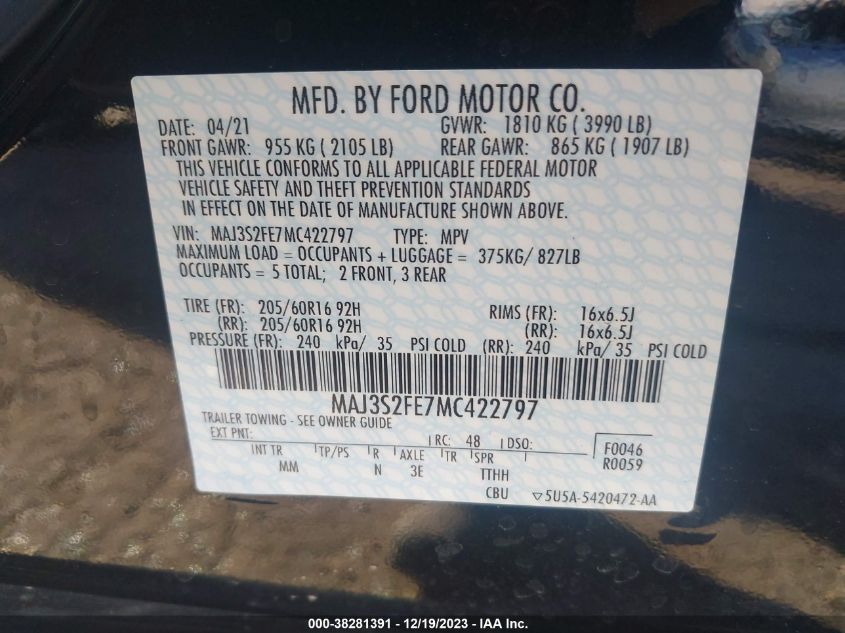 MFD. BY FORD MOTOR CO.
DATE: 04/21 GVWR: 1810 KG ( 3990 LB)
FRONT GAWR: 955 KG ( 2105 LB) REAR GAWR: 865 KG ( 1907 LB)
THIS VEHICLE CONFORMS TO ALL APPLICABLE FEDERAL MOTOR
VEHICLE SAFETY AND THEFT PREVENTION STANDARDS
IN EFFECT ON THE DATE OF MANUFACTURE SHOWN ABOVE.
VIN: MAJ3S2FE7MC422797 TYPE: MPV
MAXIMUM LOAD = OCCUPANTS + LUGGAGE = 375KG/ 827LB
OCCUPANTS = 5 TOTAL; 2 FRONT, 3 REAR
TIRE (FR): 205/60R16 92H RIMS (FR): 16x6.5J
(RR): 205/60R16 92H (RR): 16x6.5J
PRESSURE (FR): 240 kPa/ 35 PSI COLD (RR): 240 kPa/ 35 PSI COLD
MAJ3S2FE7MC422797
TRAILER TOWING - SEE OWNER GUIDE
EXT PNT: RC: 48 DSO: F0046
INT TR TP/PS R AXLE TR SPR R0059
MM N 3E TTHH
CBU ▽5U5A-5420472-AA
000-38281391 - 12/19/2023 - IAA Inc.